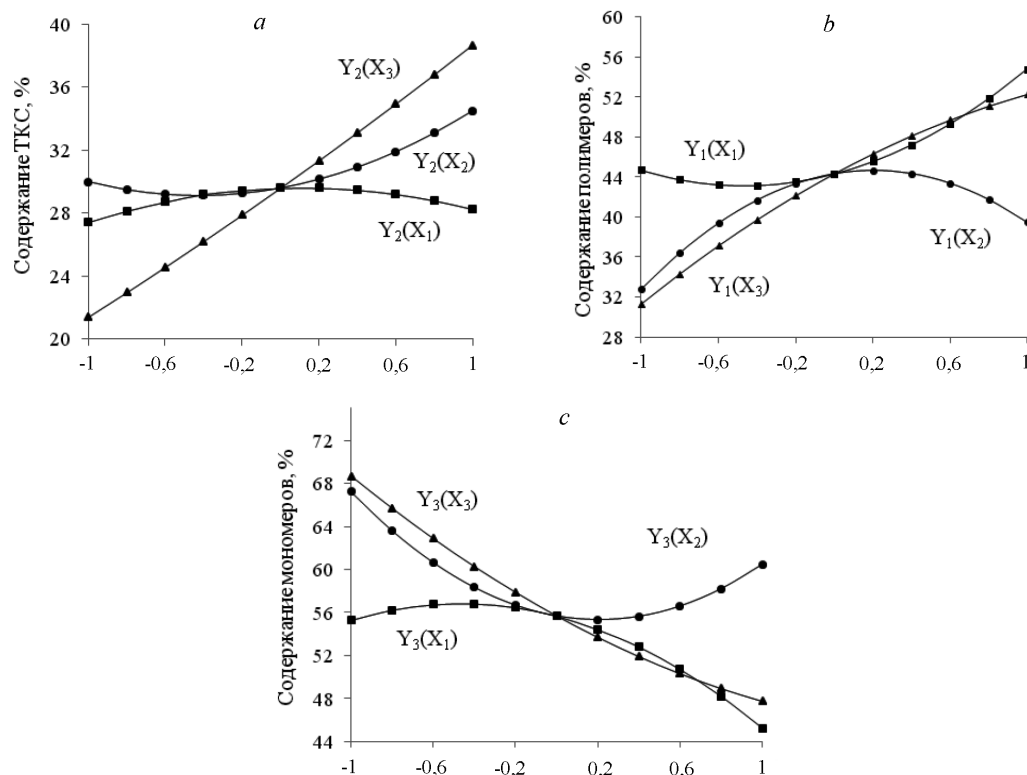 a
Содержание ТКС, %
40
36
32
28
24
20
Y2(X3)
Y2(X2)
Y2(X1)
-1 -0,6 -0,2 0,2 0,6 1
b
Содержание полимеров, %
60
56
52
48
44
40
36
32
28
Y1(X1)
Y1(X2)
Y1(X3)
-1 -0,6 -0,2 0,2 0,6 1
c
Содержание мономеров, %
72
68
64
60
56
52
48
44
Y3(X3)
Y3(X2)
Y3(X1)
-1 -0,6 -0,2 0,2 0,6 1